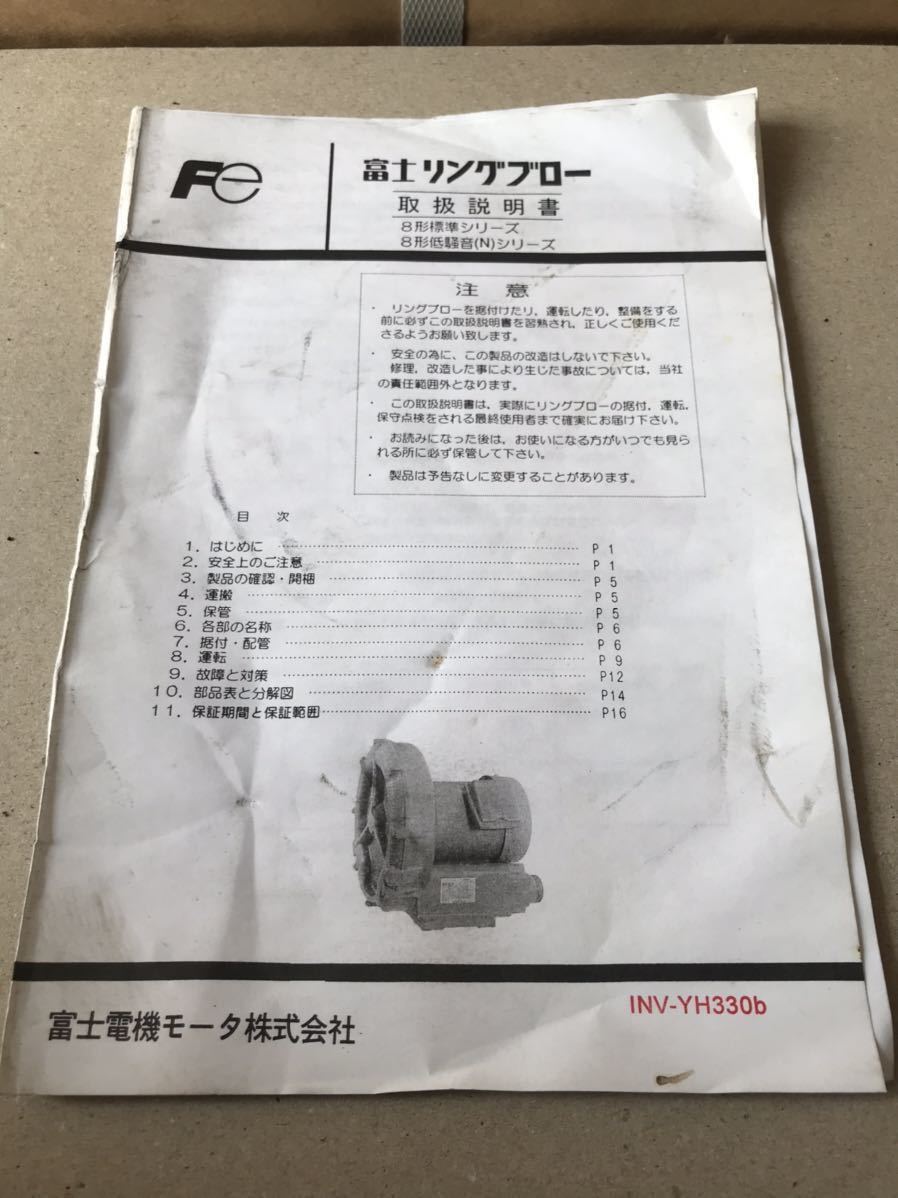 Fe
富士リングブロー
取扱説明書
8形標準シリーズ
8形低騒音(N)シリーズ
注 意
・ リングブローを据付けたり，運転したり，整備をする
前に必ずこの取扱説明書を習熟され，正しくご使用くだ
さるようお願い致します。
・ 安全の為に，この製品の改造はしないで下さい。
修理，改造した事により生じた事故については，当社
の責任範囲外となります。
・ この取扱説明書は，実際にリングブローの据付，運転，
保守点検をされる最終使用者まで確実にお届け下さい。
・ お読みになった後は，お使いになる方がいつでも見ら
れる所に必ず保管して下さい。
・ 製品は予告なしに変更することがあります。
目 次
1．はじめに ………… P 1
2．安全上のご注意 ………… P 1
3．製品の確認・開梱 ………… P 5
4．運搬 ………… P 5
5．保管 ………… P 5
6．各部の名称 ………… P 6
7．据付・配管 ………… P 6
8．運転 ………… P 9
9．故障と対策 ………… P12
10．部品表と分解図 ………… P14
11．保証期間と保証範囲 ………… P16
富士電機モータ株式会社
INV-YH330b